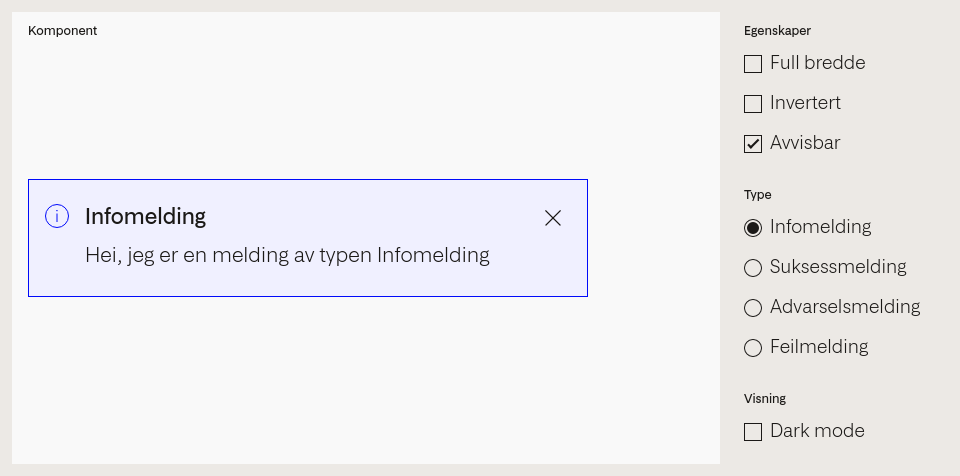 Komponent
Infomelding
Hei, jeg er en melding av typen Infomelding
Egenskaper
Full bredde
Invertert
Avvisbar
Type
Infomelding
Suksessmelding
Advarselsmelding
Feilmelding
Visning
Dark mode